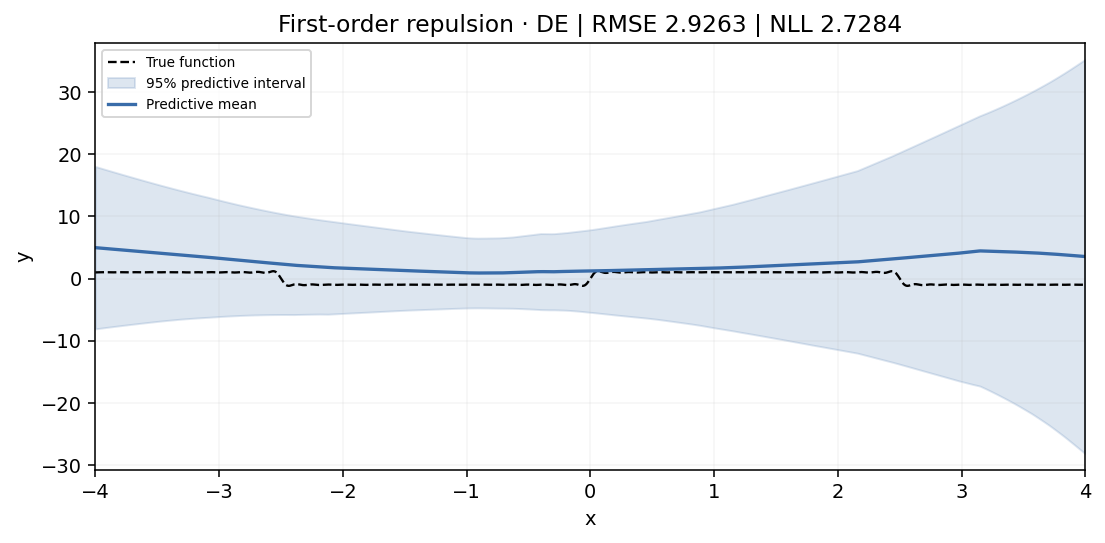 First-order repulsion · DE | RMSE 2.9263 | NLL 2.7284
True function
95% predictive interval
Predictive mean
y
30
20
10
0
−10
−20
−30
−4
−3
−2
−1
0
1
2
3
4
x